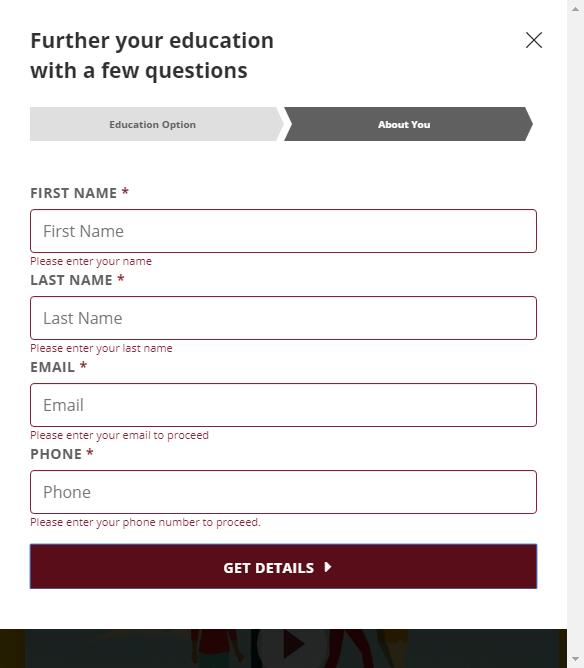 Further your education
with a few questions
Education Option
About You
FIRST NAME *
First Name
Please enter your name
LAST NAME *
Last Name
Please enter your last name
EMAIL *
Email
Please enter your email to proceed
PHONE *
Phone
Please enter your phone number to proceed.
GET DETAILS